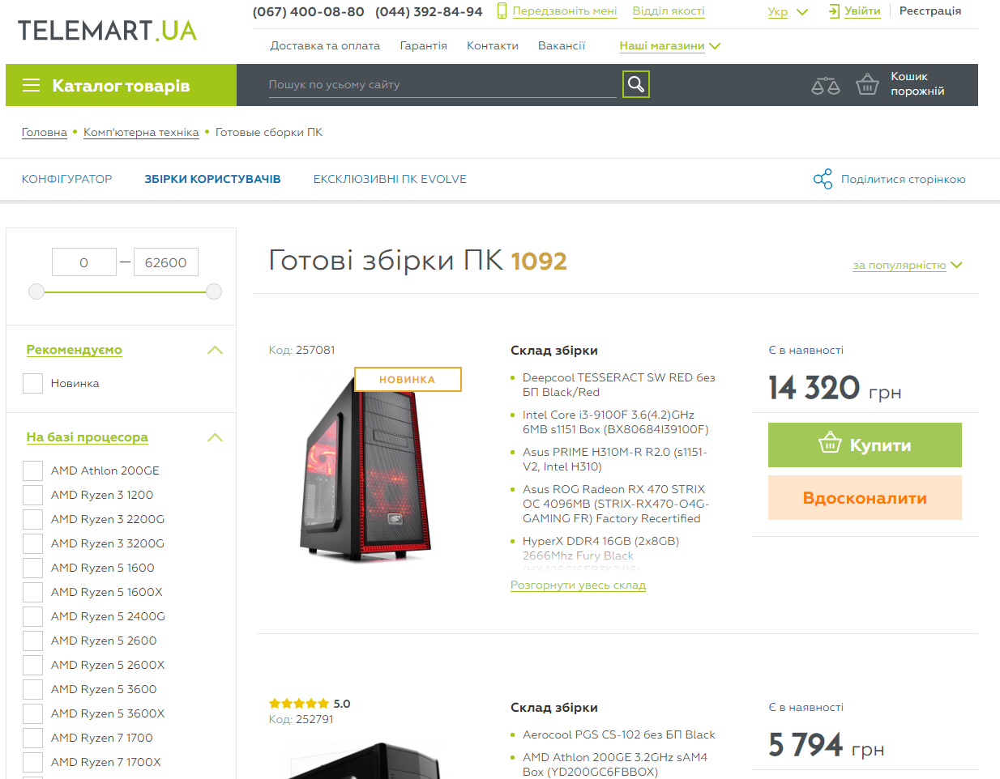 (067) 400-08-80 (044) 392-84-94 Передзвоніть мені Відділ якості Укр Увійти Реєстрація
TELEMART.UA
Доставка та оплата Гарантія Контакти Вакансії Наші магазини
Каталог товарів Пошук по усьому сайту Кошик
порожній
Головна • Комп'ютерна техніка • Готовые сборки ПК
КОНФІГУРАТОР ЗБІРКИ КОРИСТУВАЧІВ ЕКСКЛЮЗИВНІ ПК EVOLVE Поділитися сторінкою
0 — 62600
Рекомендуємо
Новинка
На базі процесора
AMD Athlon 200GE
AMD Ryzen 3 1200
AMD Ryzen 3 2200G
AMD Ryzen 3 3200G
AMD Ryzen 5 1600
AMD Ryzen 5 1600X
AMD Ryzen 5 2400G
AMD Ryzen 5 2600
AMD Ryzen 5 2600X
AMD Ryzen 5 3600
AMD Ryzen 5 3600X
AMD Ryzen 7 1700
AMD Ryzen 7 1700X
Готові збірки ПК 1092
за популярністю
Код: 257081
НОВИНКА
Склад збірки
Deepcool TESSERACT SW RED без
БП Black/Red
Intel Core i3-9100F 3.6(4.2)GHz
6MB s1151 Box (BX80684I39100F)
Asus PRIME H310M-R R2.0 (s1151-
V2, Intel H310)
Asus ROG Radeon RX 470 STRIX
OC 4096MB (STRIX-RX470-O4G-
GAMING FR) Factory Recertified
HyperX DDR4 16GB (2x8GB)
2666Mhz Fury Black
(HX426C16FB3K2/16)
Розгорнути увесь склад
Є в наявності
14 320 грн
Купити
Вдосконалити
5.0
Код: 252791
Склад збірки
Aerocool PGS CS-102 без БП Black
AMD Athlon 200GE 3.2GHz sAM4
Box (YD200GC6FBBOX)
Є в наявності
5 794 грн